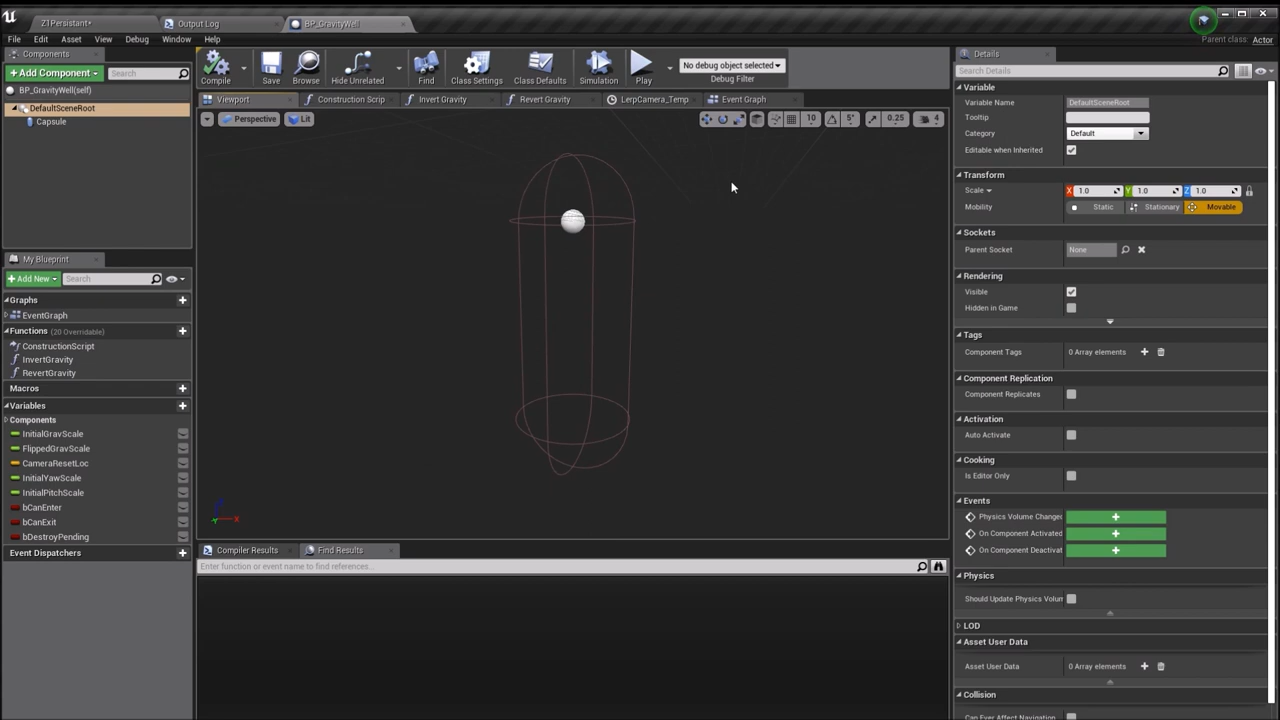 Z1Persistant*
Output Log
BP_GravityWell
File Edit Asset View Debug Window Help
Parent class: Actor
Components
+ Add Component
Search
BP_GravityWell(self)
DefaultSceneRoot
Capsule
Compile
Save
Browse
Hide Unrelated
Find
Class Settings
Class Defaults
Simulation
Play
No debug object selected
Debug Filter
Viewport
Construction Scrip
Invert Gravity
Revert Gravity
LerpCamera_Temp
Event Graph
Perspective
Lit
10
5°
0.25
4
My Blueprint
+ Add New
Search
Graphs
EventGraph
Functions (20 Overridable)
ConstructionScript
InvertGravity
RevertGravity
Macros
Variables
Components
InitialGravScale
FlippedGravScale
CameraResetLoc
InitialYawScale
InitialPitchScale
bCanEnter
bCanExit
bDestroyPending
Event Dispatchers
Compiler Results
Find Results
Enter function or event name to find references...
Details
Search Details
Variable
Variable Name DefaultSceneRoot
Tooltip
Category Default
Editable when Inherited
Transform
Scale X 1.0 Y 1.0 Z 1.0
Mobility Static Stationary Movable
Sockets
Parent Socket None
Rendering
Visible
Hidden in Game
Tags
Component Tags 0 Array elements
Component Replication
Component Replicates
Activation
Auto Activate
Cooking
Is Editor Only
Events
Physics Volume Changed
On Component Activated
On Component Deactivat
Physics
Should Update Physics Volum
LOD
Asset User Data
Asset User Data 0 Array elements
Collision
Can Ever Affect Navigation